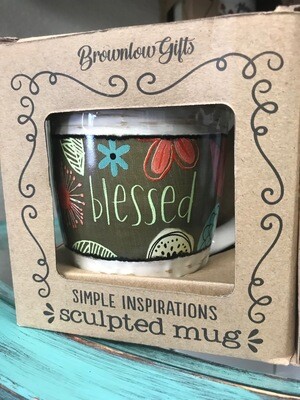 Brownlow Gifts
blessed
SIMPLE INSPIRATIONS
sculpted mug